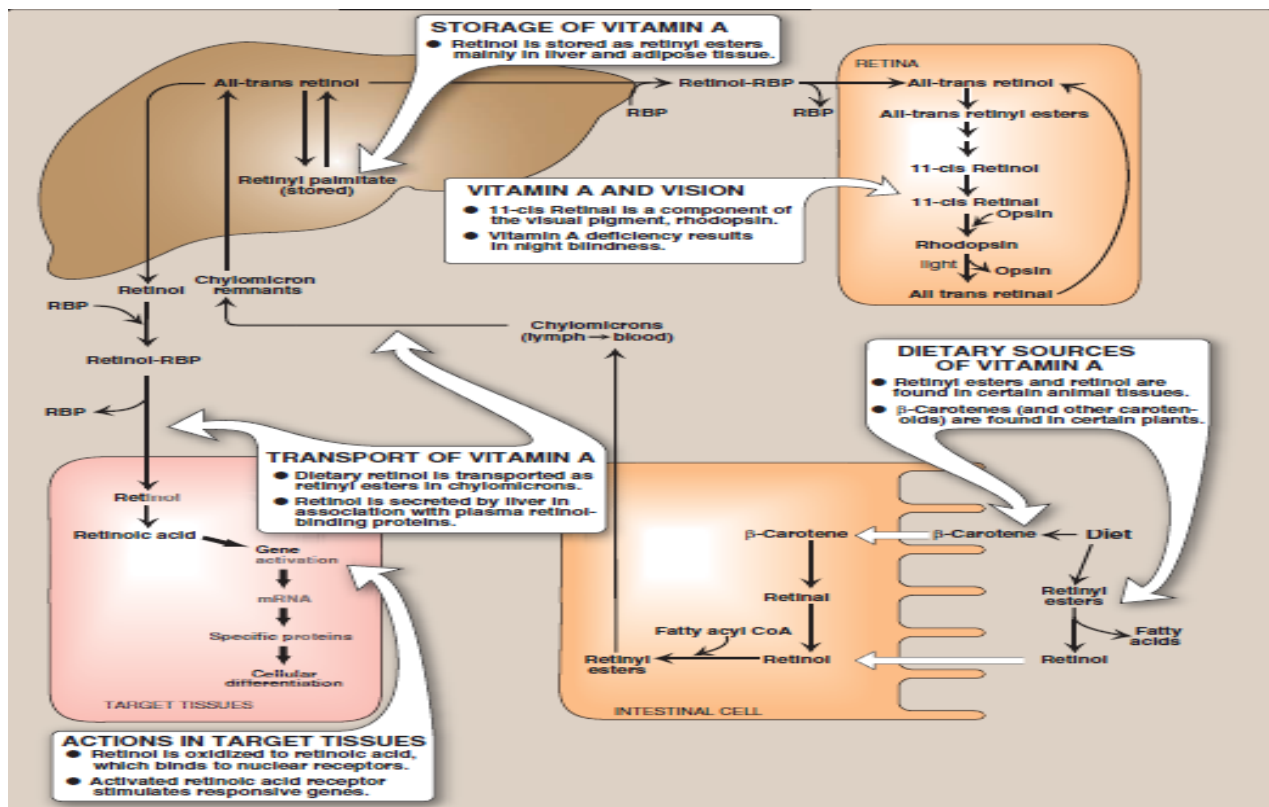 STORAGE OF VITAMIN A
● Retinol is stored as retinyl esters
mainly in liver and adipose tissue.
All-trans retinol
Retinyl palmitate
(stored)
RBP
Retinol-RBP
RBP
RETINA
All-trans retinol
All-trans retinyl esters
11-cis Retinol
11-cis Retinal
Opsin
Rhodopsin
light
Opsin
All trans retinal
VITAMIN A AND VISION
● 11-cis Retinal is a component of
the visual pigment, rhodopsin.
● Vitamin A deficiency results
in night blindness.
Retinol
RBP
Retinol-RBP
RBP
Chylomicron
remnants
Chylomicrons
(lymph → blood)
DIETARY SOURCES
OF VITAMIN A
● Retinyl esters and retinol are
found in certain animal tissues.
● β-Carotenes (and other caroten-
oids) are found in certain plants.
TRANSPORT OF VITAMIN A
● Dietary retinol is transported as
retinyl esters in chylomicrons.
● Retinol is secreted by liver in
association with plasma retinol-
binding proteins.
Retinol
Retinoic acid
Gene
activation
mRNA
Specific proteins
Cellular
differentiation
TARGET TISSUES
β-Carotene
Retinal
Fatty acyl CoA
Retinyl
esters
Retinol
INTESTINAL CELL
β-Carotene
Diet
Retinyl
esters
Fatty
acids
Retinol
ACTIONS IN TARGET TISSUES
● Retinol is oxidized to retinoic acid,
which binds to nuclear receptors.
● Activated retinoic acid receptor
stimulates responsive genes.